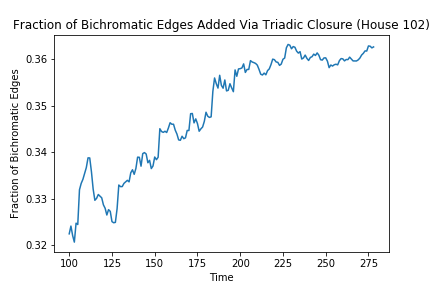 Fraction of Bichromatic Edges Added Via Triadic Closure (House 102)
Fraction of Bichromatic Edges
0.36
0.35
0.34
0.33
0.32
100 125 150 175 200 225 250 275
Time